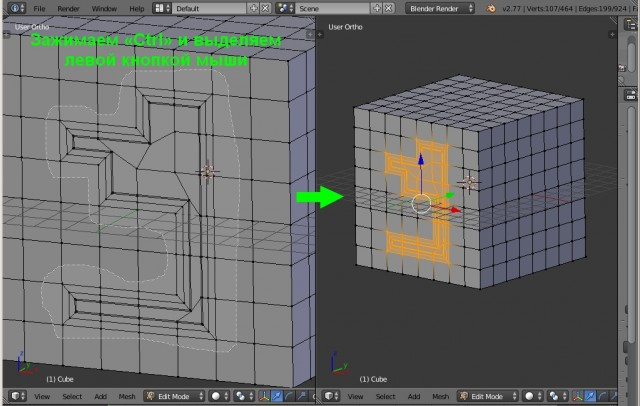 File Render Window Help Default Scene Blender Render v2.77 | Verts:107/464 | Edges:199/924 |
User Ortho
User Ortho
Зажимаем «Ctrl» и выделяем
левой кнопкой мыши
(1) Cube
(1) Cube
View Select Add Mesh Edit Mode
View Select Add Mesh Edit Mode